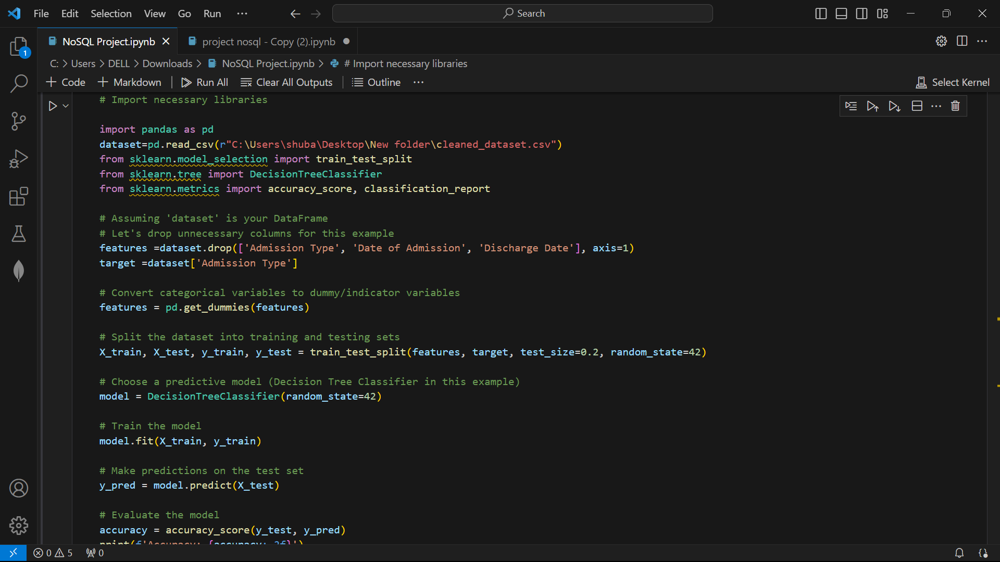 File Edit Selection View Go Run ··· Search
NoSQL Project.ipynb project nosql - Copy (2).ipynb
1
C: > Users > DELL > Downloads > NoSQL Project.ipynb > # Import necessary libraries
+ Code + Markdown | Run All Clear All Outputs | Outline ··· Select Kernel
# Import necessary libraries
import pandas as pd
dataset=pd.read_csv(r"C:\Users\shuba\Desktop\New folder\cleaned_dataset.csv")
from sklearn.model_selection import train_test_split
from sklearn.tree import DecisionTreeClassifier
from sklearn.metrics import accuracy_score, classification_report
# Assuming 'dataset' is your DataFrame
# Let's drop unnecessary columns for this example
features =dataset.drop(['Admission Type', 'Date of Admission', 'Discharge Date'], axis=1)
target =dataset['Admission Type']
# Convert categorical variables to dummy/indicator variables
features = pd.get_dummies(features)
# Split the dataset into training and testing sets
X_train, X_test, y_train, y_test = train_test_split(features, target, test_size=0.2, random_state=42)
# Choose a predictive model (Decision Tree Classifier in this example)
model = DecisionTreeClassifier(random_state=42)
# Train the model
model.fit(X_train, y_train)
# Make predictions on the test set
y_pred = model.predict(X_test)
# Evaluate the model
accuracy = accuracy_score(y_test, y_pred)
print(f'Accuracy: {accuracy:.2f}')
0 5 0